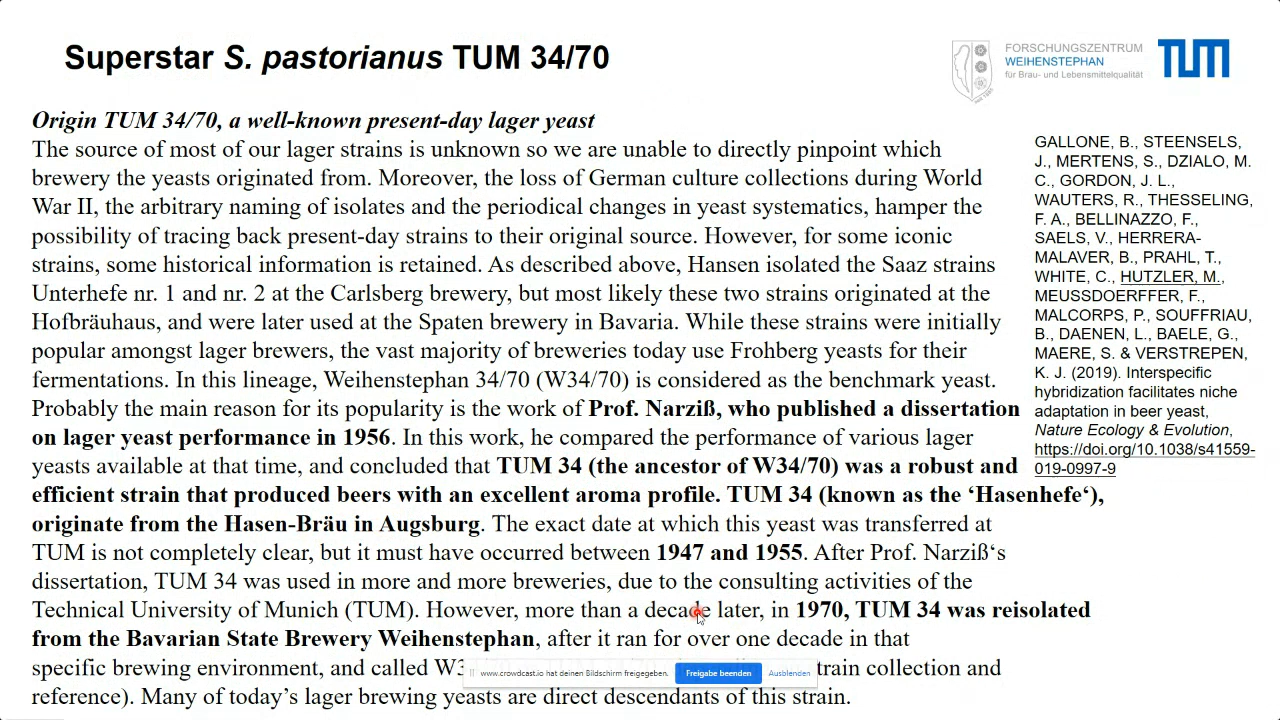 Superstar S. pastorianus TUM 34/70
FORSCHUNGSZENTRUM
WEIHENSTEPHAN
für Brau- und Lebensmittelqualität
TUM
Origin TUM 34/70, a well-known present-day lager yeast
The source of most of our lager strains is unknown so we are unable to directly pinpoint which
brewery the yeasts originated from. Moreover, the loss of German culture collections during World
War II, the arbitrary naming of isolates and the periodical changes in yeast systematics, hamper the
possibility of tracing back present-day strains to their original source. However, for some iconic
strains, some historical information is retained. As described above, Hansen isolated the Saaz strains
Unterhefe nr. 1 and nr. 2 at the Carlsberg brewery, but most likely these two strains originated at the
Hofbräuhaus, and were later used at the Spaten brewery in Bavaria. While these strains were initially
popular amongst lager brewers, the vast majority of breweries today use Frohberg yeasts for their
fermentations. In this lineage, Weihenstephan 34/70 (W34/70) is considered as the benchmark yeast.
Probably the main reason for its popularity is the work of Prof. Narziß, who published a dissertation
on lager yeast performance in 1956. In this work, he compared the performance of various lager
yeasts available at that time, and concluded that TUM 34 (the ancestor of W34/70) was a robust and
efficient strain that produced beers with an excellent aroma profile. TUM 34 (known as the ‘Hasenhefe‘),
originate from the Hasen-Bräu in Augsburg. The exact date at which this yeast was transferred at
TUM is not completely clear, but it must have occurred between 1947 and 1955. After Prof. Narziß‘s
dissertation, TUM 34 was used in more and more breweries, due to the consulting activities of the
Technical University of Munich (TUM). However, more than a decade later, in 1970, TUM 34 was reisolated
from the Bavarian State Brewery Weihenstephan, after it ran for over one decade in that
specific brewing environment, and called W3 train collection and
reference). Many of today’s lager brewing yeasts are direct descendants of this strain.
GALLONE, B., STEENSELS,
J., MERTENS, S., DZIALO, M.
C., GORDON, J. L.,
WAUTERS, R., THESSELING,
F. A., BELLINAZZO, F.,
SAELS, V., HERRERA-
MALAVER, B., PRAHL, T.,
WHITE, C., HUTZLER, M.,
MEUSSDOERFFER, F.,
MALCORPS, P., SOUFFRIAU,
B., DAENEN, L., BAELE, G.,
MAERE, S. & VERSTREPEN,
K. J. (2019). Interspecific
hybridization facilitates niche
adaptation in beer yeast,
Nature Ecology & Evolution,
https://doi.org/10.1038/s41559-
019-0997-9
www.crowdcast.io hat deinen Bildschirm freigegeben. Freigabe beenden Ausblenden